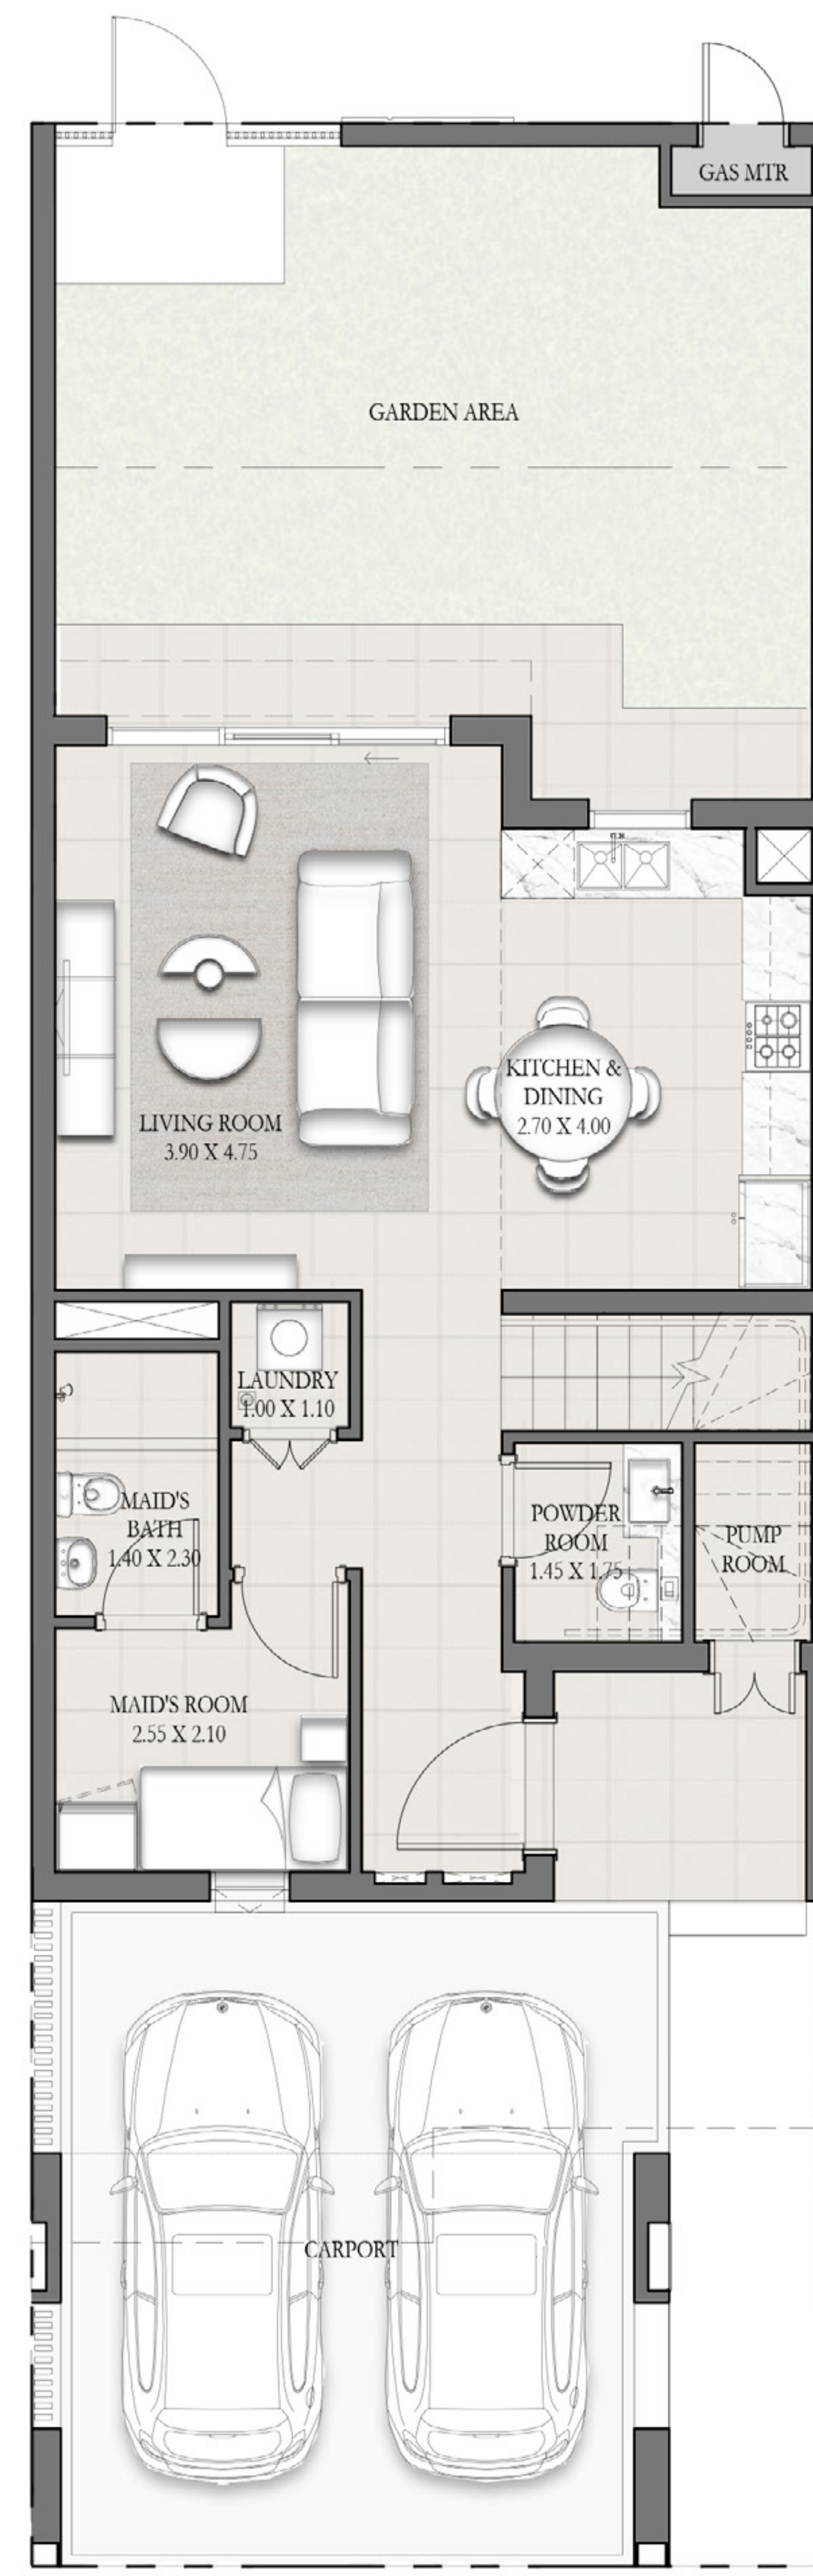 GAS MTR
GARDEN AREA
KITCHEN &
DINING
2.70 X 4.00
LIVING ROOM
3.90 X 4.75
LAUNDRY
1.00 X 1.10
MAID'S
BATH
1.40 X 2.30
POWDER
ROOM
1.45 X 1.75
PUMP
ROOM
MAID'S ROOM
2.55 X 2.10
CARPORT